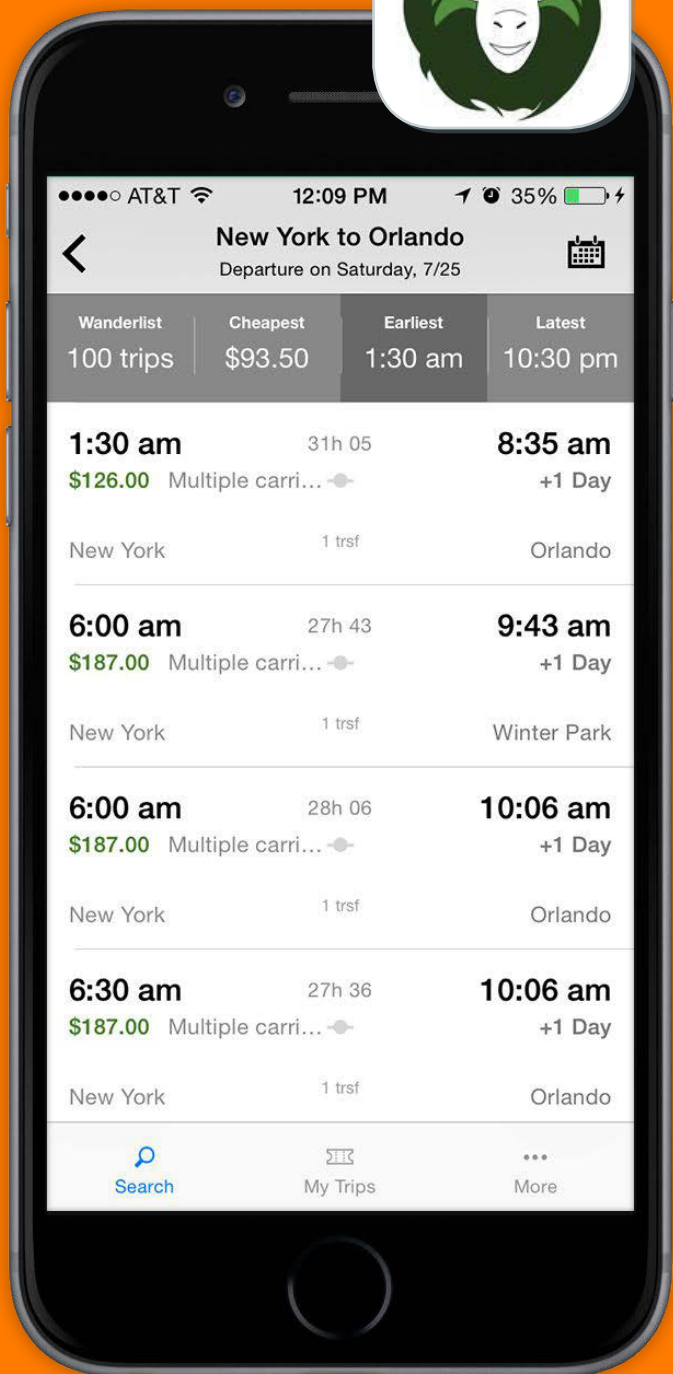 AT&T 12:09 PM 35%
New York to Orlando
Departure on Saturday, 7/25
Wanderlist Cheapest Earliest Latest
100 trips $93.50 1:30 am 10:30 pm
1:30 am 31h 05 8:35 am
$126.00 Multiple carri... +1 Day
New York 1 trsf Orlando
6:00 am 27h 43 9:43 am
$187.00 Multiple carri... +1 Day
New York 1 trsf Winter Park
6:00 am 28h 06 10:06 am
$187.00 Multiple carri... +1 Day
New York 1 trsf Orlando
6:30 am 27h 36 10:06 am
$187.00 Multiple carri... +1 Day
New York 1 trsf Orlando
Search My Trips More